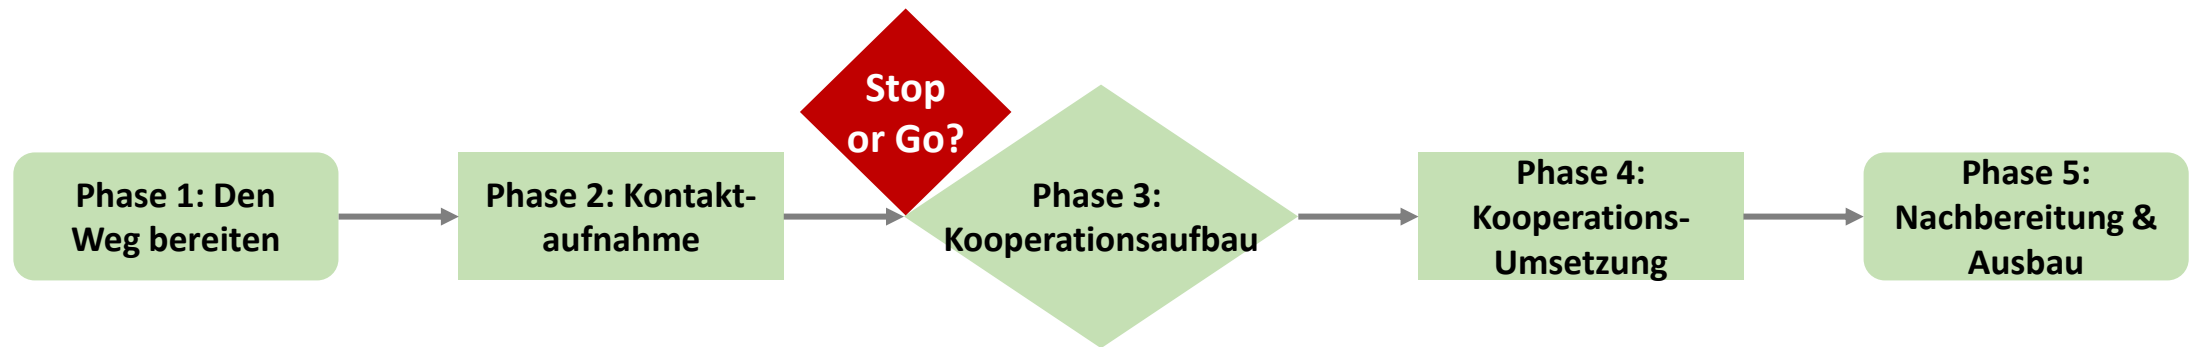 Phase 1: Den
Weg bereiten
Phase 2: Kontakt-
aufnahme
Stop
or Go?
Phase 3:
Kooperationsaufbau
Phase 4:
Kooperations-
Umsetzung
Phase 5:
Nachbereitung &
Ausbau